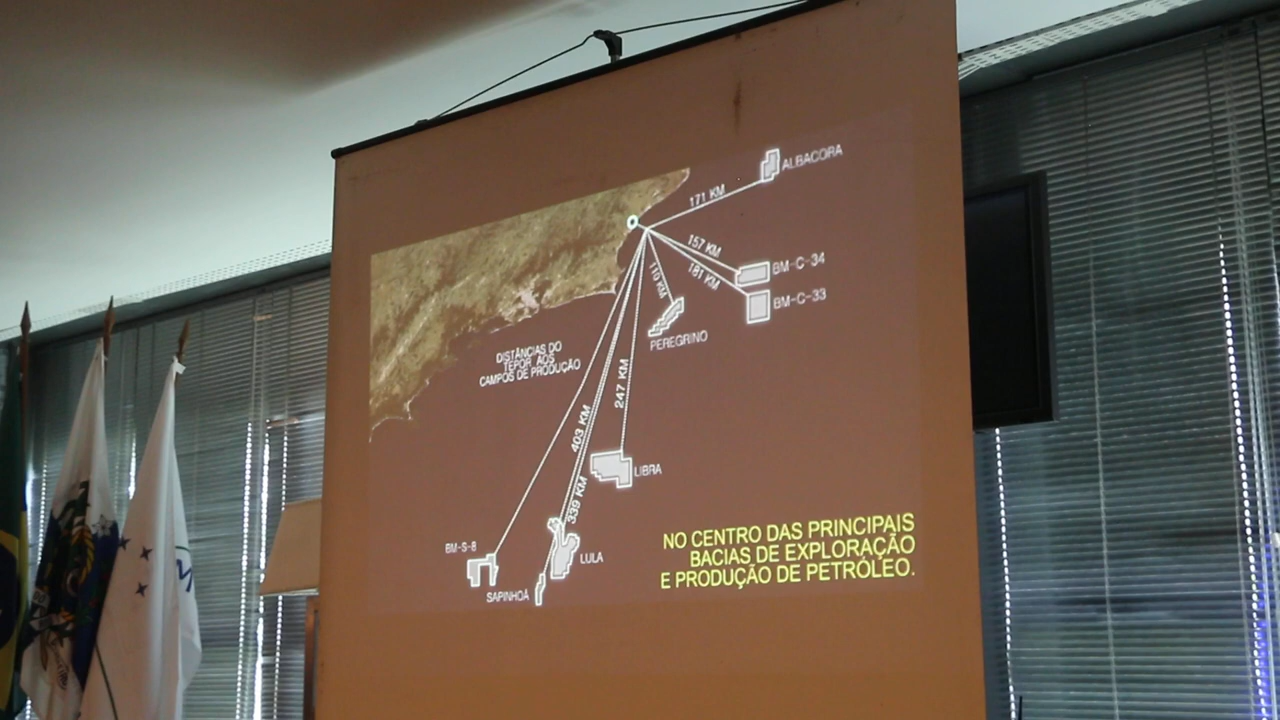 ALBACORA
171 KM
157 KM
BM-C-34
181 KM
BM-C-33
110 KM
PEREGRINO
DISTÂNCIAS DO
TEPOR AOS
CAMPOS DE PRODUÇÃO
247 KM
403 KM
LIBRA
339 KM
BM-S-8
LULA
SAPINHOÁ
NO CENTRO DAS PRINCIPAIS
BACIAS DE EXPLORAÇÃO
E PRODUÇÃO DE PETRÓLEO.